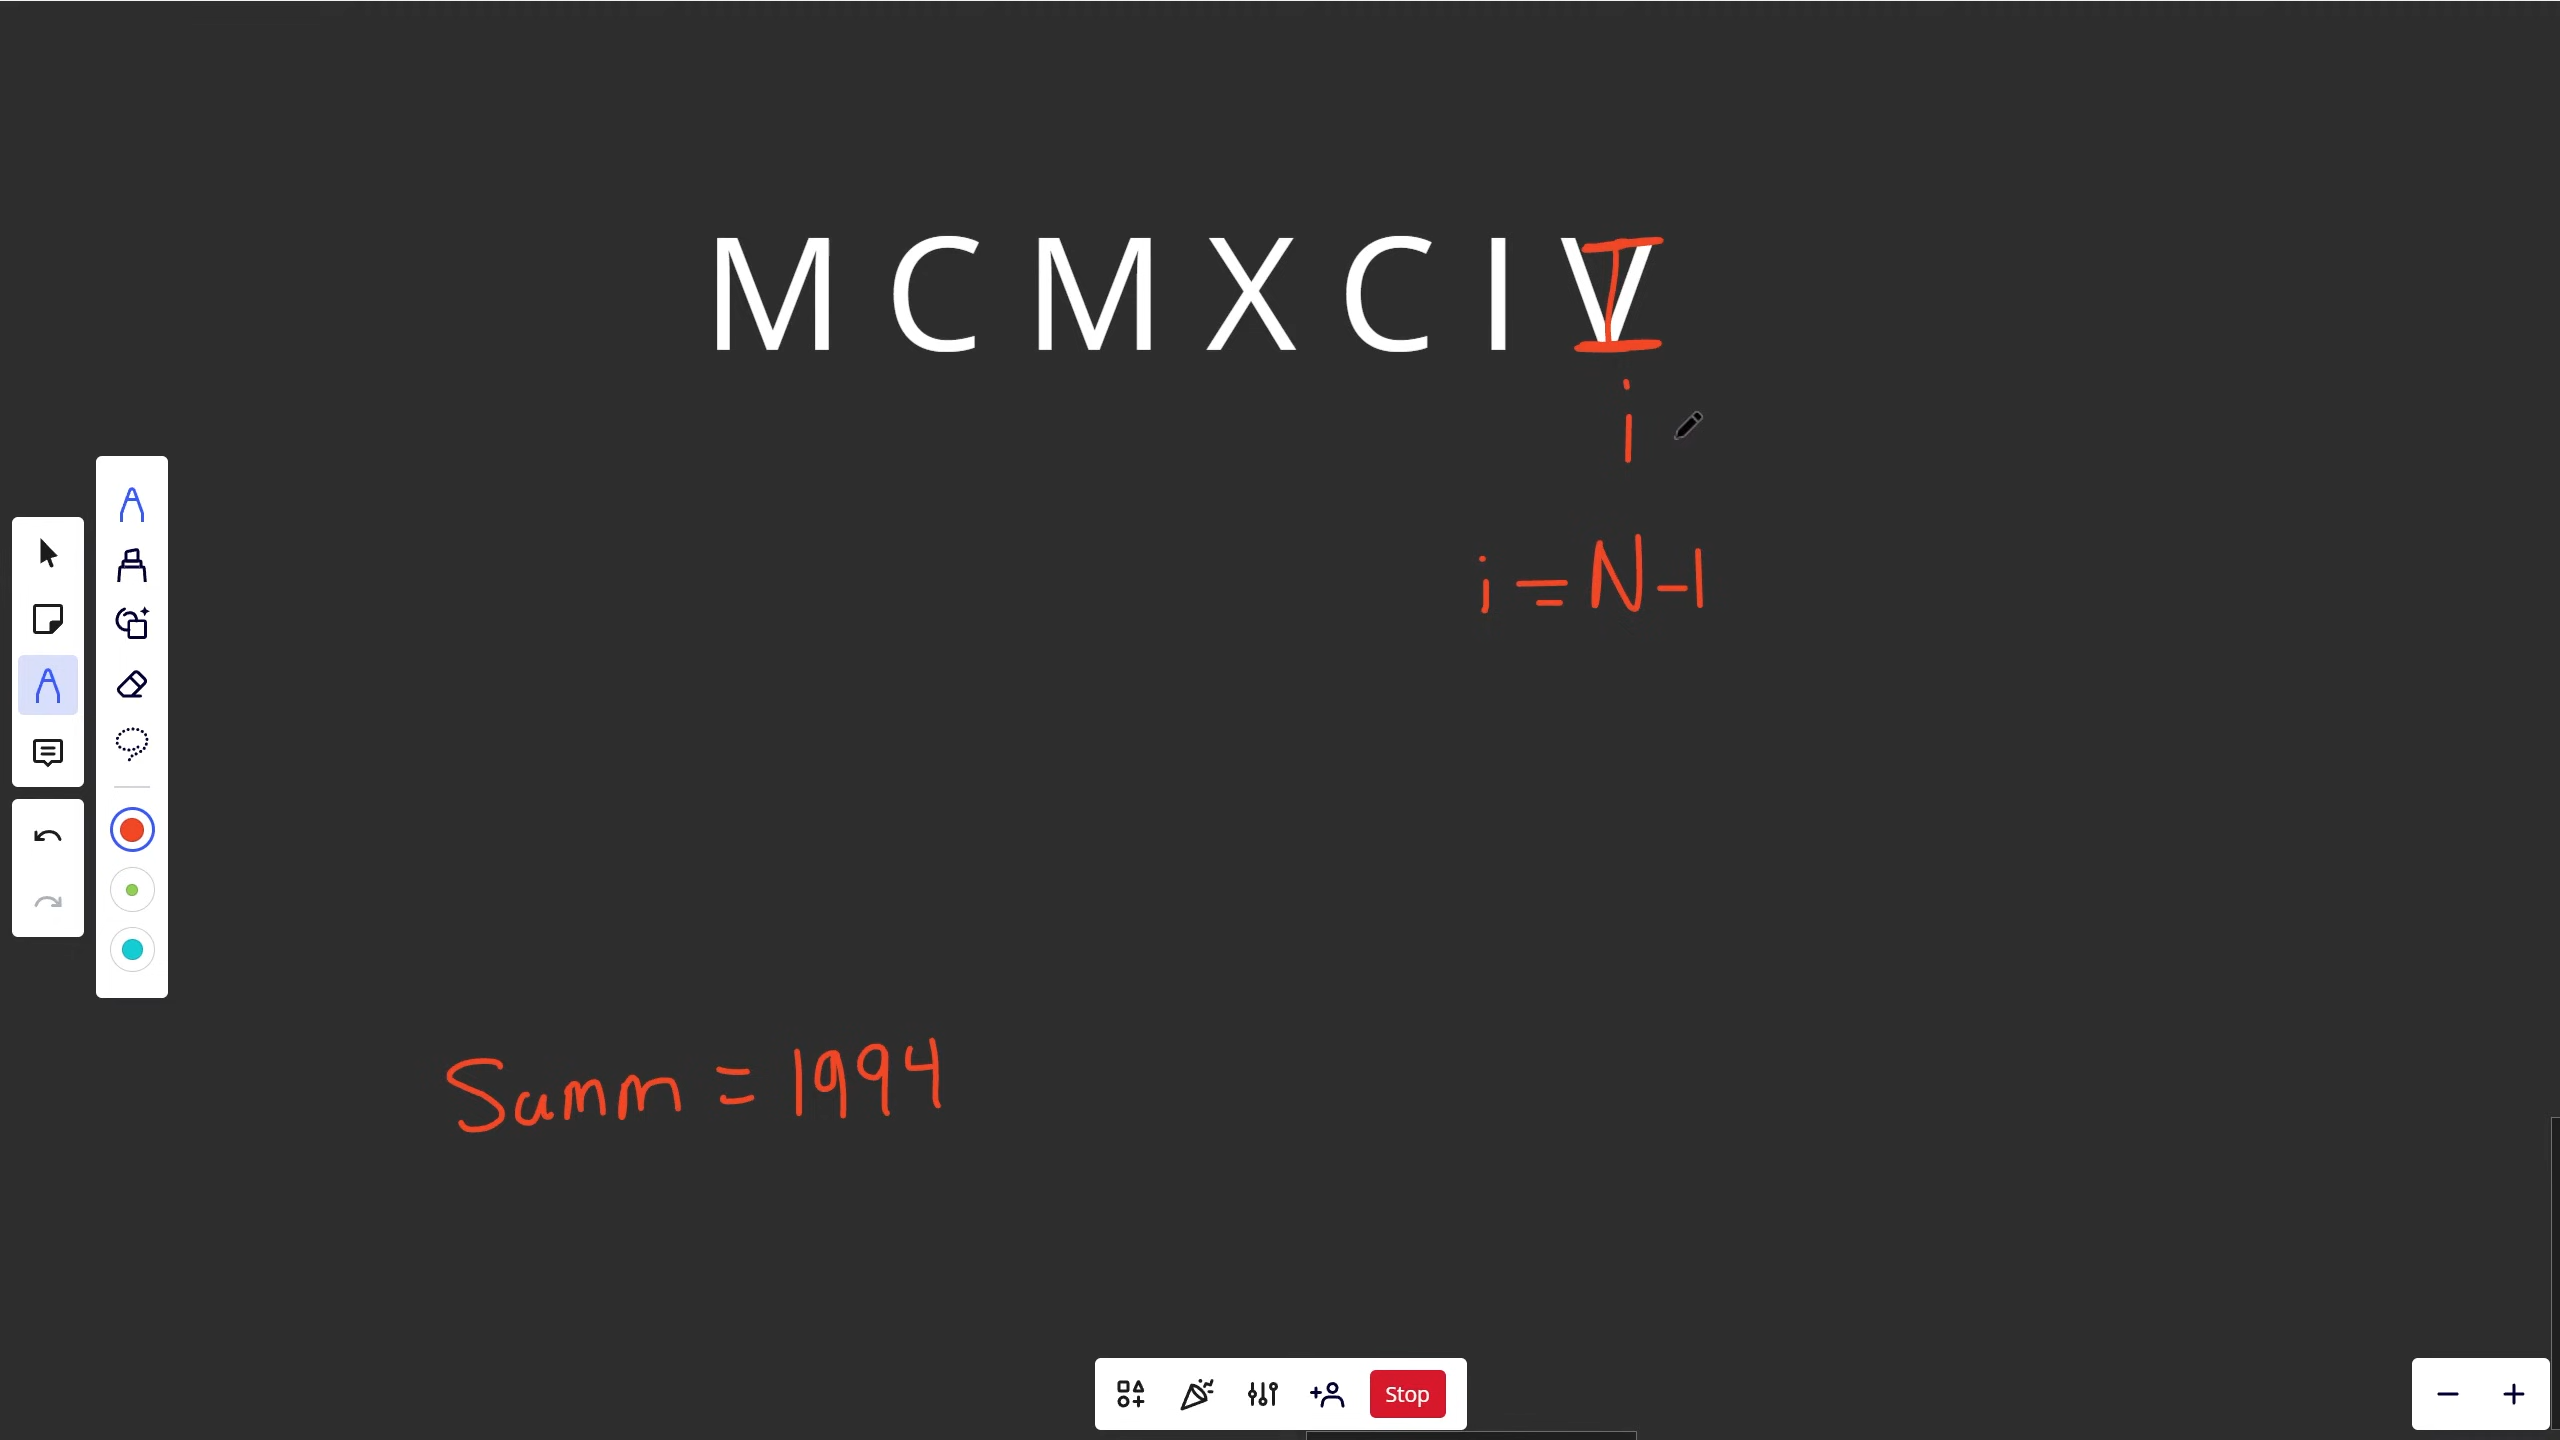 M C M X C I V
I
i
i = N-1
Summ = 1994
Stop